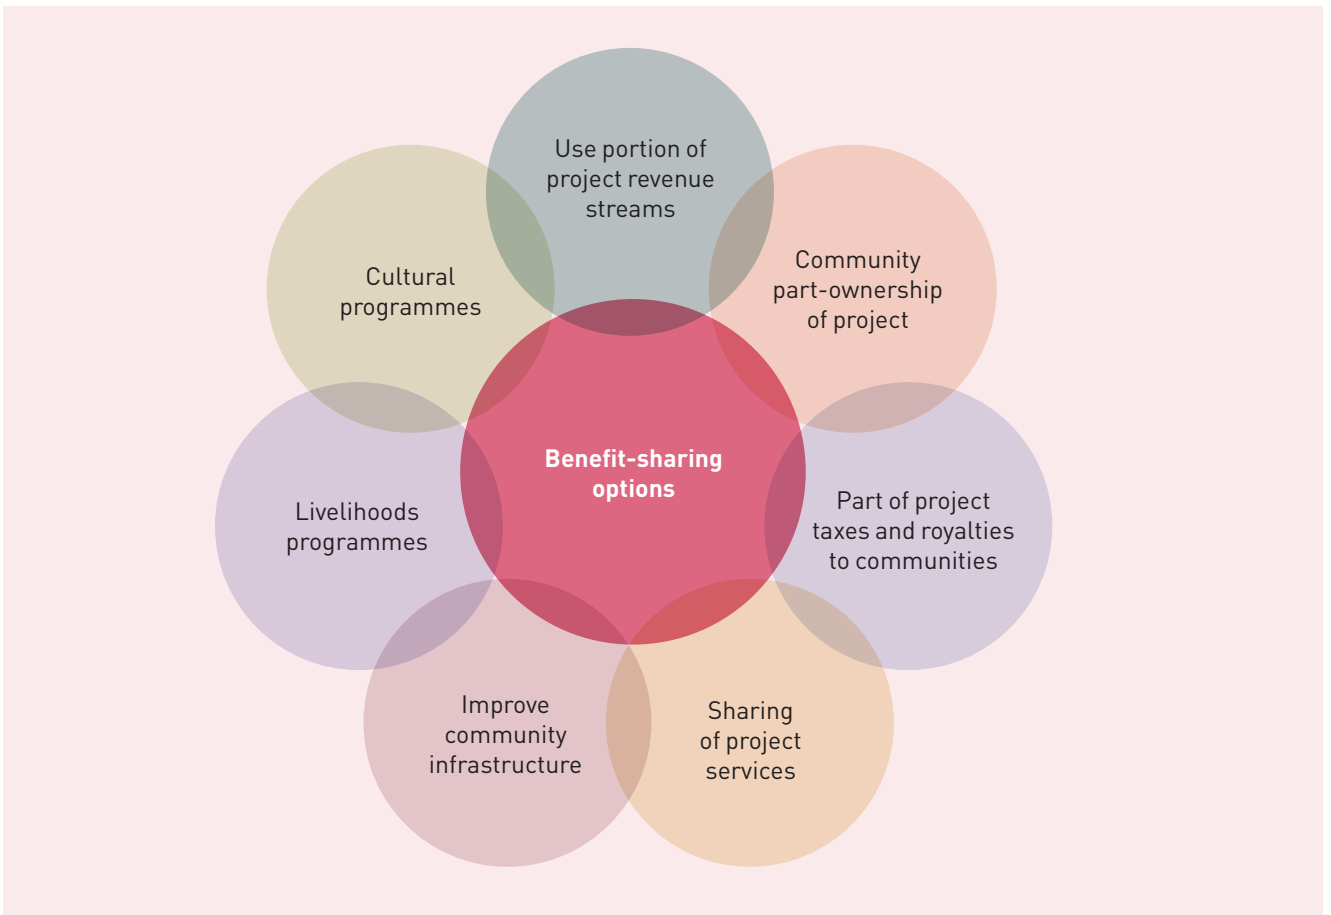 Use portion of
project revenue
streams
Community
part-ownership
of project
Part of project
taxes and royalties
to communities
Sharing
of project
services
Improve
community
infrastructure
Livelihoods
programmes
Cultural
programmes
Benefit-sharing
options